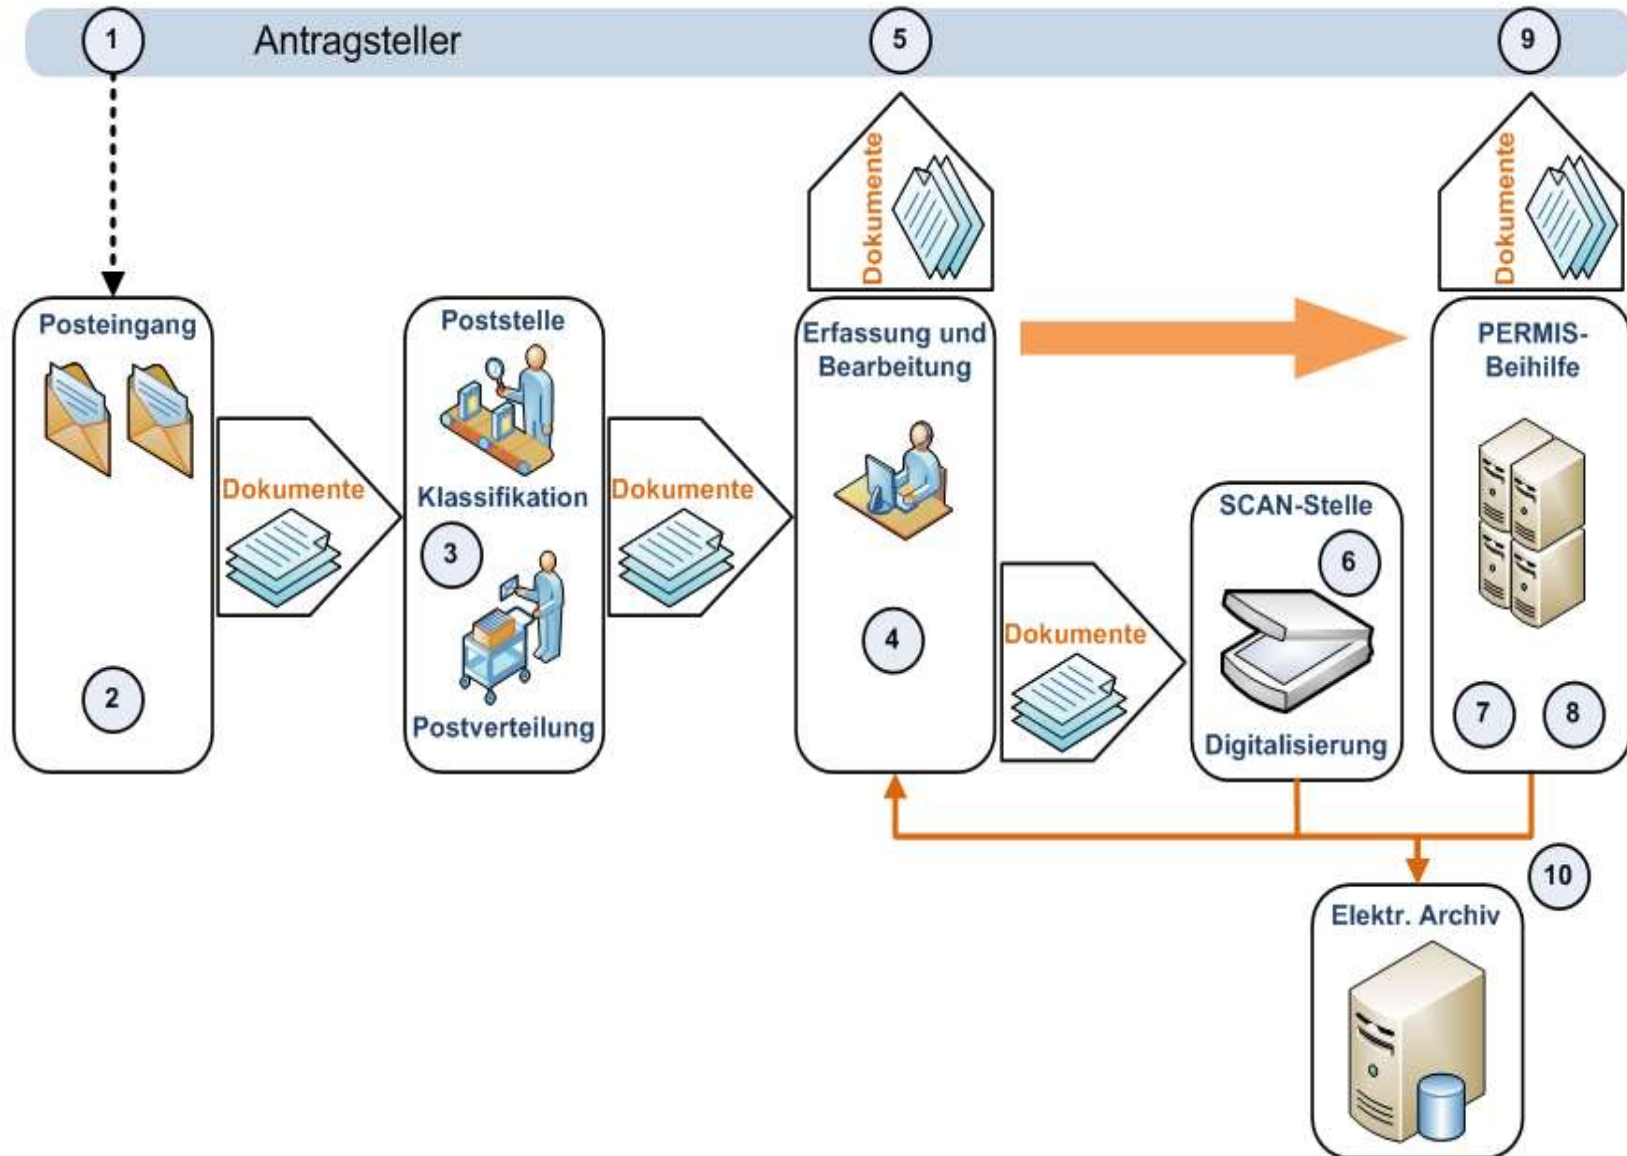 1
Antragsteller
5
9
Dokumente
Dokumente
Posteingang
2
Dokumente
Poststelle
Klassifikation
3
Postverteilung
Dokumente
Erfassung und
Bearbeitung
4
Dokumente
SCAN-Stelle
6
Digitalisierung
PERMIS-
Beihilfe
7
8
10
Elektr. Archiv